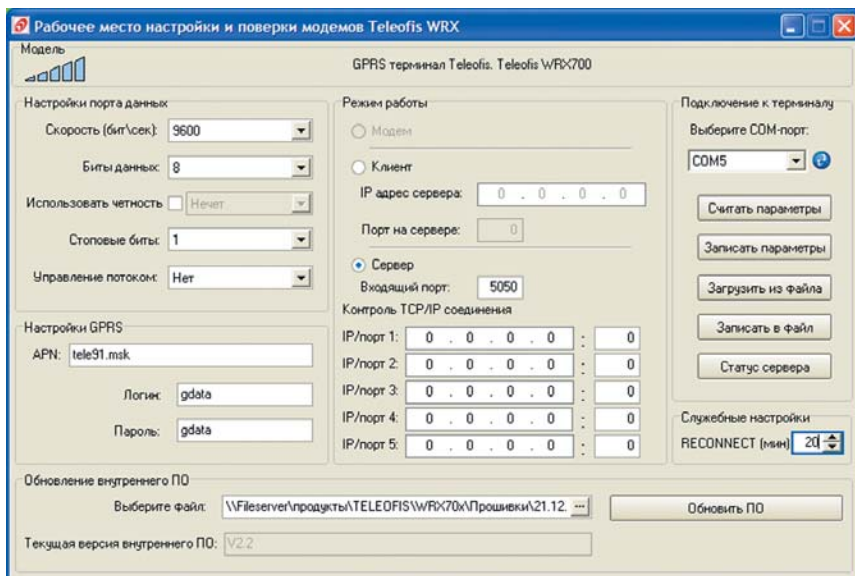 Рабочее место настройки и поверки модемов Teleofis WRX
Модель
GPRS терминал Teleofis. Teleofis WRX700
Настройки порта данных
Скорость (бит\сек): 9600
Биты данных: 8
Использовать четность Нечет
Стоповые биты: 1
Управление потоком: Нет
Настройки GPRS
APN: tele91.msk
Логин: gdata
Пароль: gdata
Режим работы
Модем
Клиент
IP адрес сервера: 0 . 0 . 0 . 0
Порт на сервере: 0
Сервер
Входящий порт: 5050
Контроль TCP/IP соединения
IP/порт 1: 0 . 0 . 0 . 0 : 0
IP/порт 2: 0 . 0 . 0 . 0 : 0
IP/порт 3: 0 . 0 . 0 . 0 : 0
IP/порт 4: 0 . 0 . 0 . 0 : 0
IP/порт 5: 0 . 0 . 0 . 0 : 0
Подключение к терминалу
Выберите COM-порт:
COM5
Считать параметры
Записать параметры
Загрузить из файла
Записать в файл
Статус сервера
Служебные настройки
RECONNECT (мин) 20
Обновление внутреннего ПО
Выберите файл: \\Fileserver\продукты\TELEOFIS\WRX70x\Прошивки\21.12. ...
Обновить ПО
Текущая версия внутреннего ПО: V2.2